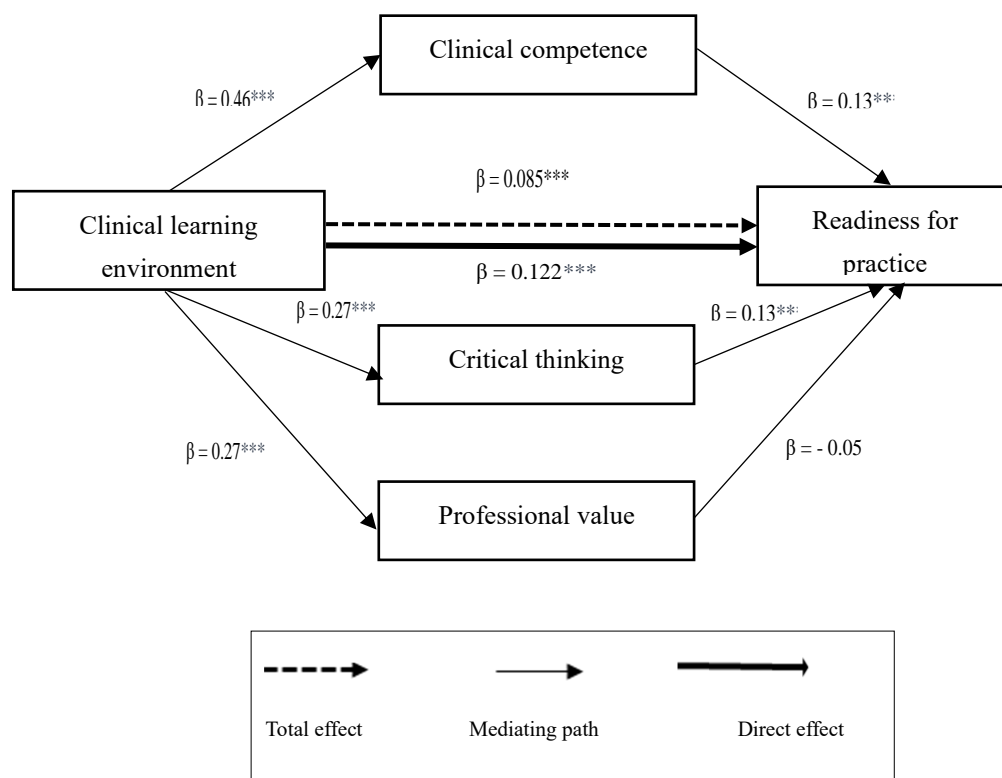 Clinical competence
β = 0.46***
β = 0.13**
β = 0.085***
Clinical learning
environment
Readiness for
practice
β = 0.122***
β = 0.27***
β = 0.13**
Critical thinking
β = 0.27***
β = - 0.05
Professional value
Total effect
Mediating path
Direct effect